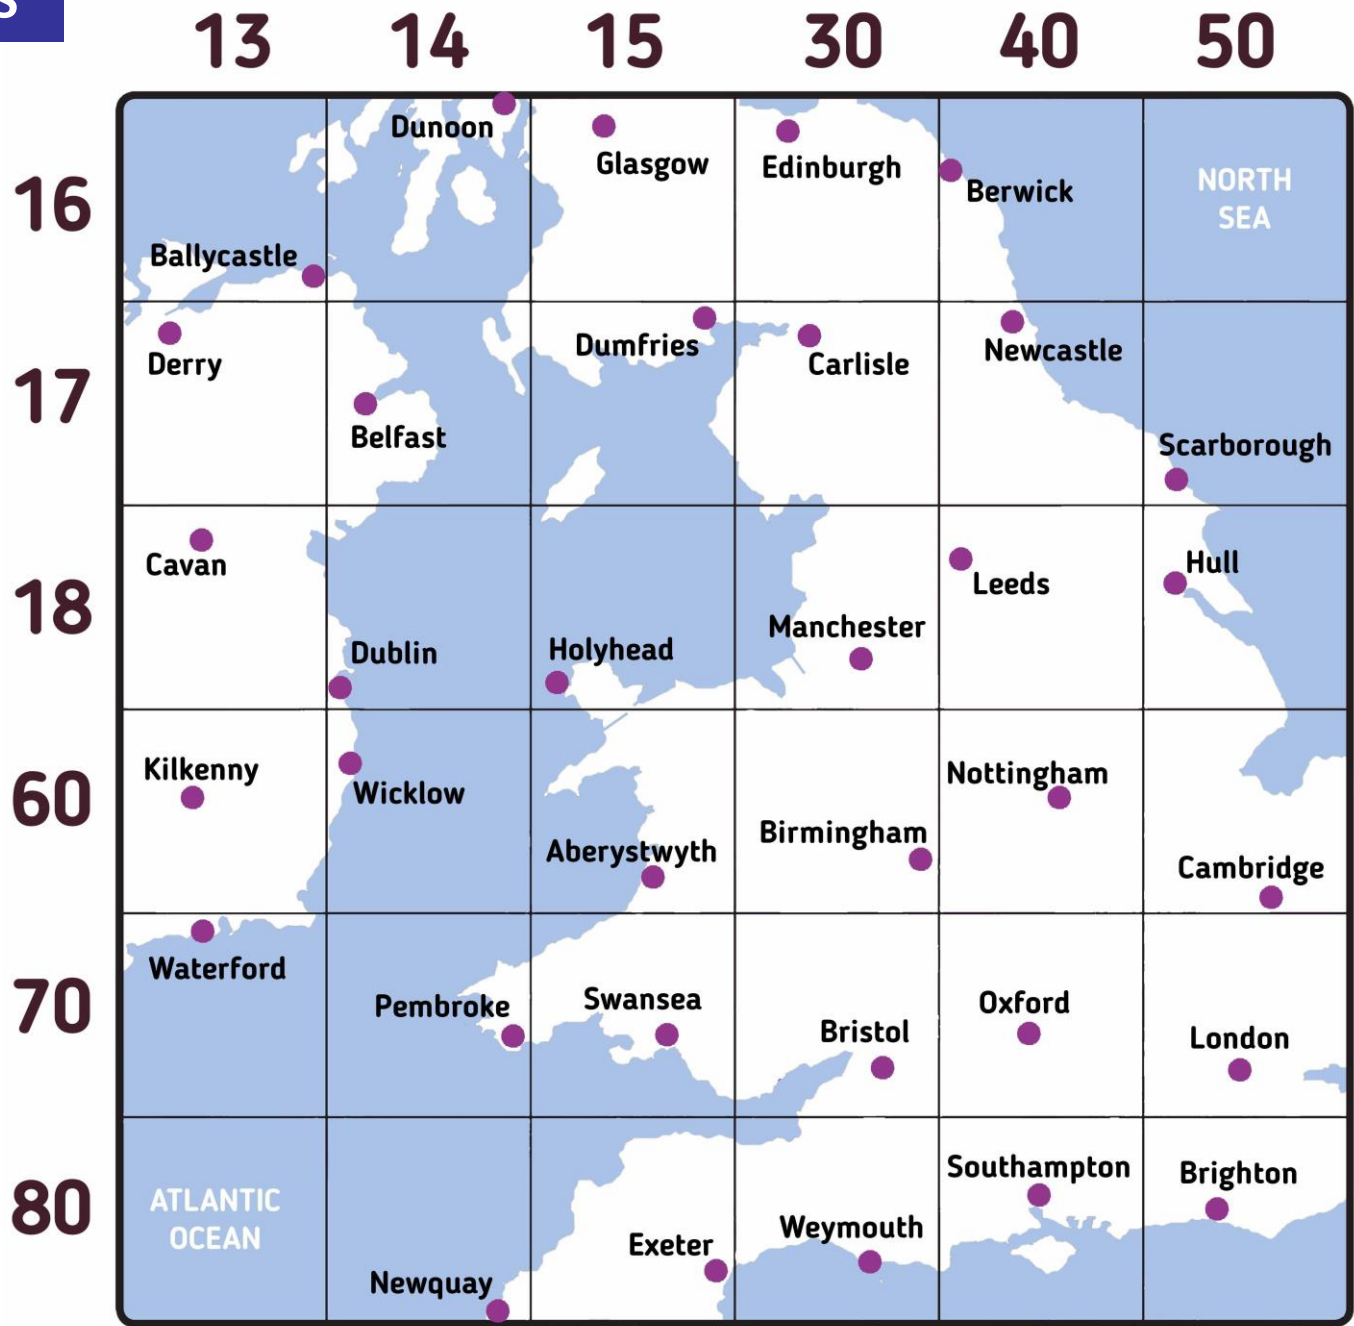 S
13 14 15 30 40 50
Dunoon
Glasgow
Edinburgh
Berwick
NORTH
SEA
16
Ballycastle
Derry
Dumfries
Carlisle
Newcastle
17
Belfast
Scarborough
Cavan
Leeds
Hull
18
Manchester
Dublin
Holyhead
Kilkenny
Wicklow
Nottingham
60
Birmingham
Aberystwyth
Cambridge
Waterford
Pembroke
Swansea
Oxford
70
Bristol
London
Southampton
Brighton
ATLANTIC
OCEAN
80
Weymouth
Exeter
Newquay